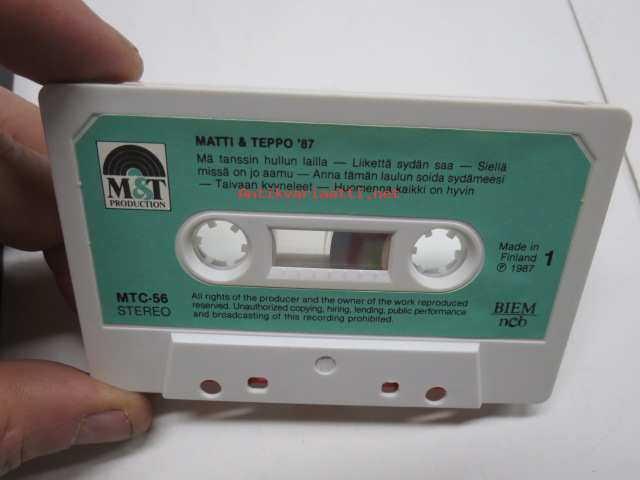 MATTI & TEPPO '87
Mä tanssin hullun lailla — Liikettä sydän saa — Siellä
missä on jo aamu — Anna tämän laulun soida sydämeesi
— Taivaan kyyneleet — Huomenna kaikki on hyvin
Antikvariaatti.net
M&T
PRODUCTION
Made in
Finland
℗ 1987
1
MTC-56
STEREO
All rights of the producer and the owner of the work reproduced
reserved. Unauthorized copying, hiring, lending, public performance
and broadcasting of this recording prohibited.
BIEM
ncb